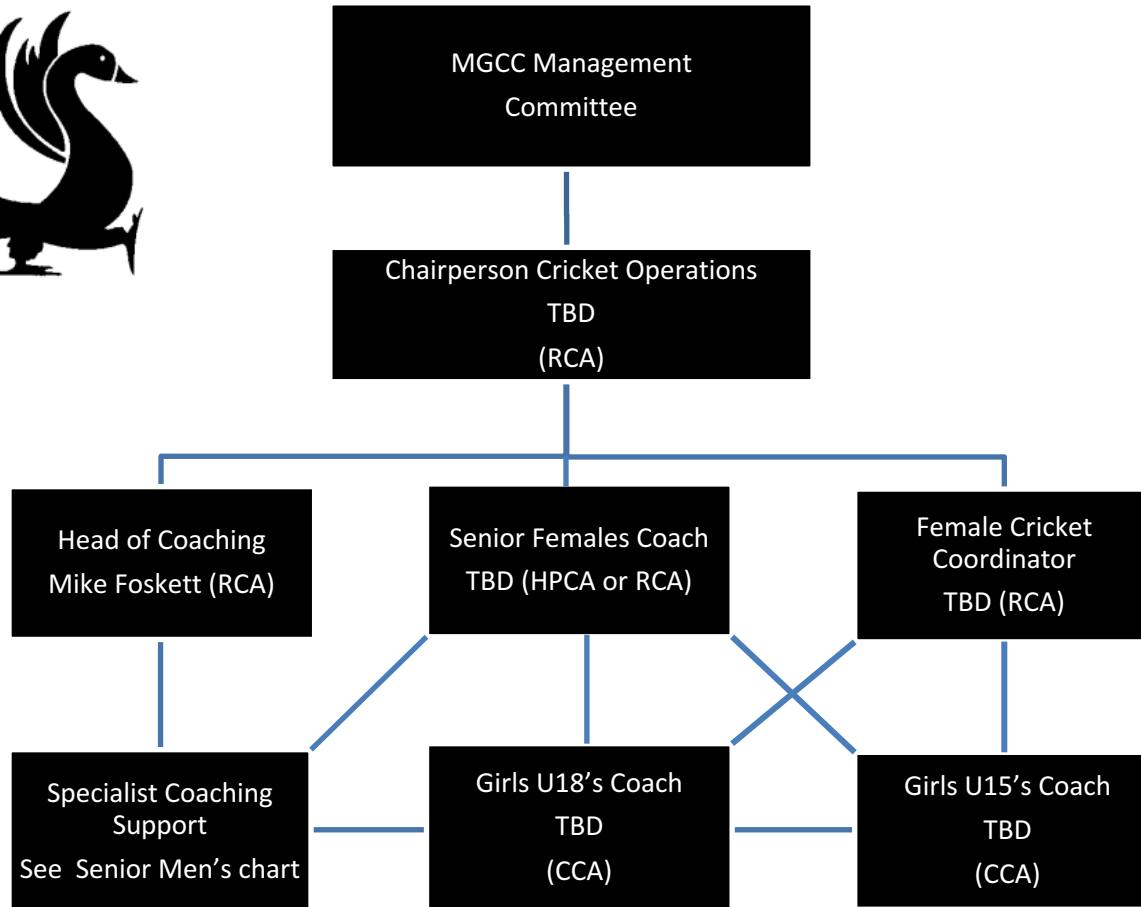 MGCC Management
Committee
Chairperson Cricket Operations
TBD
(RCA)
Head of Coaching
Mike Foskett (RCA)
Senior Females Coach
TBD (HPCA or RCA)
Female Cricket
Coordinator
TBD (RCA)
Specialist Coaching
Support
See Senior Men’s chart
Girls U18’s Coach
TBD
(CCA)
Girls U15’s Coach
TBD
(CCA)